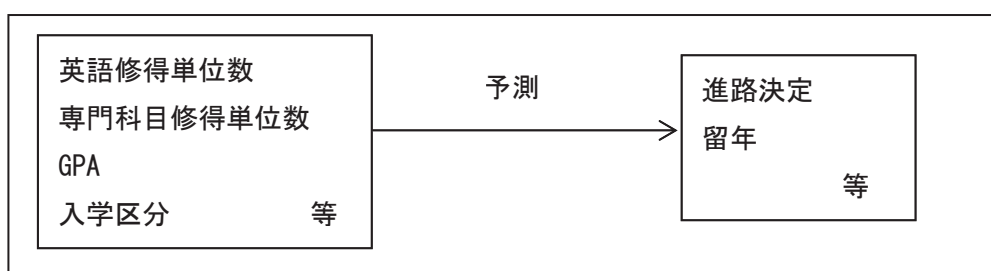 英語修得単位数
専門科目修得単位数
GPA
入学区分 等
予測
進路決定
留年
等